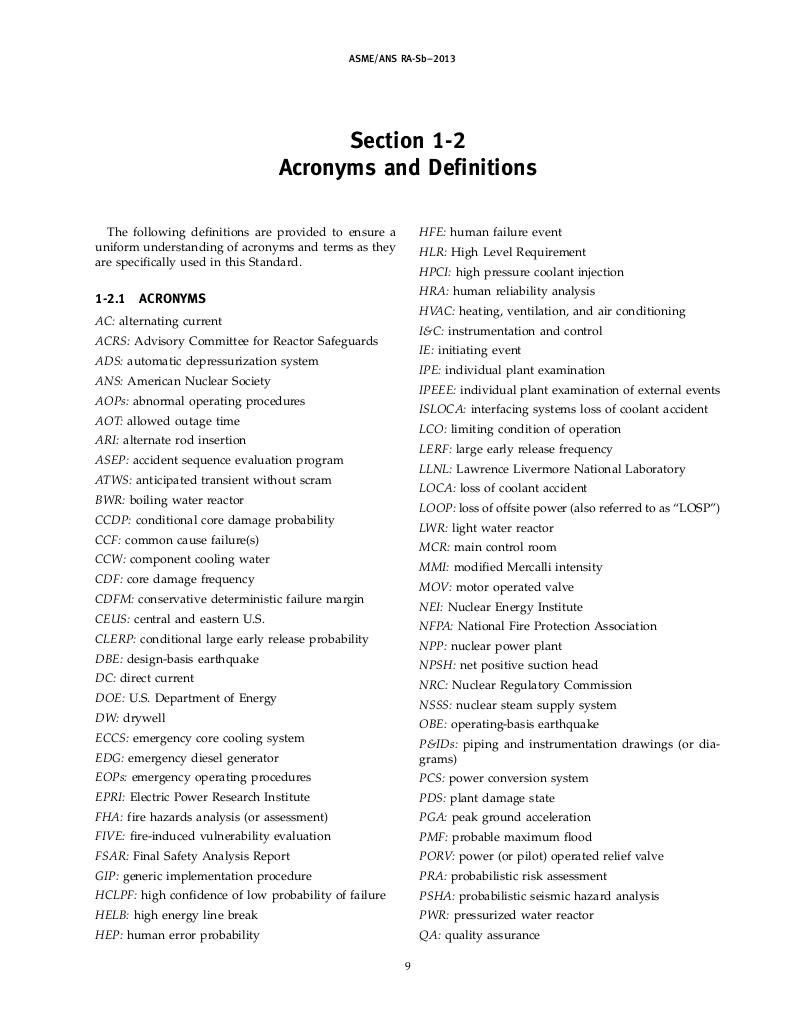 ASME/ANS RA-Sb–2013
Section 1-2
Acronyms and Definitions
The following definitions are provided to ensure a
uniform understanding of acronyms and terms as they
are specifically used in this Standard.
1-2.1 ACRONYMS
AC: alternating current
ACRS: Advisory Committee for Reactor Safeguards
ADS: automatic depressurization system
ANS: American Nuclear Society
AOPs: abnormal operating procedures
AOT: allowed outage time
ARI: alternate rod insertion
ASEP: accident sequence evaluation program
ATWS: anticipated transient without scram
BWR: boiling water reactor
CCDP: conditional core damage probability
CCF: common cause failure(s)
CCW: component cooling water
CDF: core damage frequency
CDFM: conservative deterministic failure margin
CEUS: central and eastern U.S.
CLERP: conditional large early release probability
DBE: design-basis earthquake
DC: direct current
DOE: U.S. Department of Energy
DW: drywell
ECCS: emergency core cooling system
EDG: emergency diesel generator
EOPs: emergency operating procedures
EPRI: Electric Power Research Institute
FHA: fire hazards analysis (or assessment)
FIVE: fire-induced vulnerability evaluation
FSAR: Final Safety Analysis Report
GIP: generic implementation procedure
HCLPF: high confidence of low probability of failure
HELB: high energy line break
HEP: human error probability
HFE: human failure event
HLR: High Level Requirement
HPCI: high pressure coolant injection
HRA: human reliability analysis
HVAC: heating, ventilation, and air conditioning
I&C: instrumentation and control
IE: initiating event
IPE: individual plant examination
IPEEE: individual plant examination of external events
ISLOCA: interfacing systems loss of coolant accident
LCO: limiting condition of operation
LERF: large early release frequency
LLNL: Lawrence Livermore National Laboratory
LOCA: loss of coolant accident
LOOP: loss of offsite power (also referred to as “LOSP”)
LWR: light water reactor
MCR: main control room
MMI: modified Mercalli intensity
MOV: motor operated valve
NEI: Nuclear Energy Institute
NFPA: National Fire Protection Association
NPP: nuclear power plant
NPSH: net positive suction head
NRC: Nuclear Regulatory Commission
NSSS: nuclear steam supply system
OBE: operating-basis earthquake
P&IDs: piping and instrumentation drawings (or dia-
grams)
PCS: power conversion system
PDS: plant damage state
PGA: peak ground acceleration
PMF: probable maximum flood
PORV: power (or pilot) operated relief valve
PRA: probabilistic risk assessment
PSHA: probabilistic seismic hazard analysis
PWR: pressurized water reactor
QA: quality assurance
9